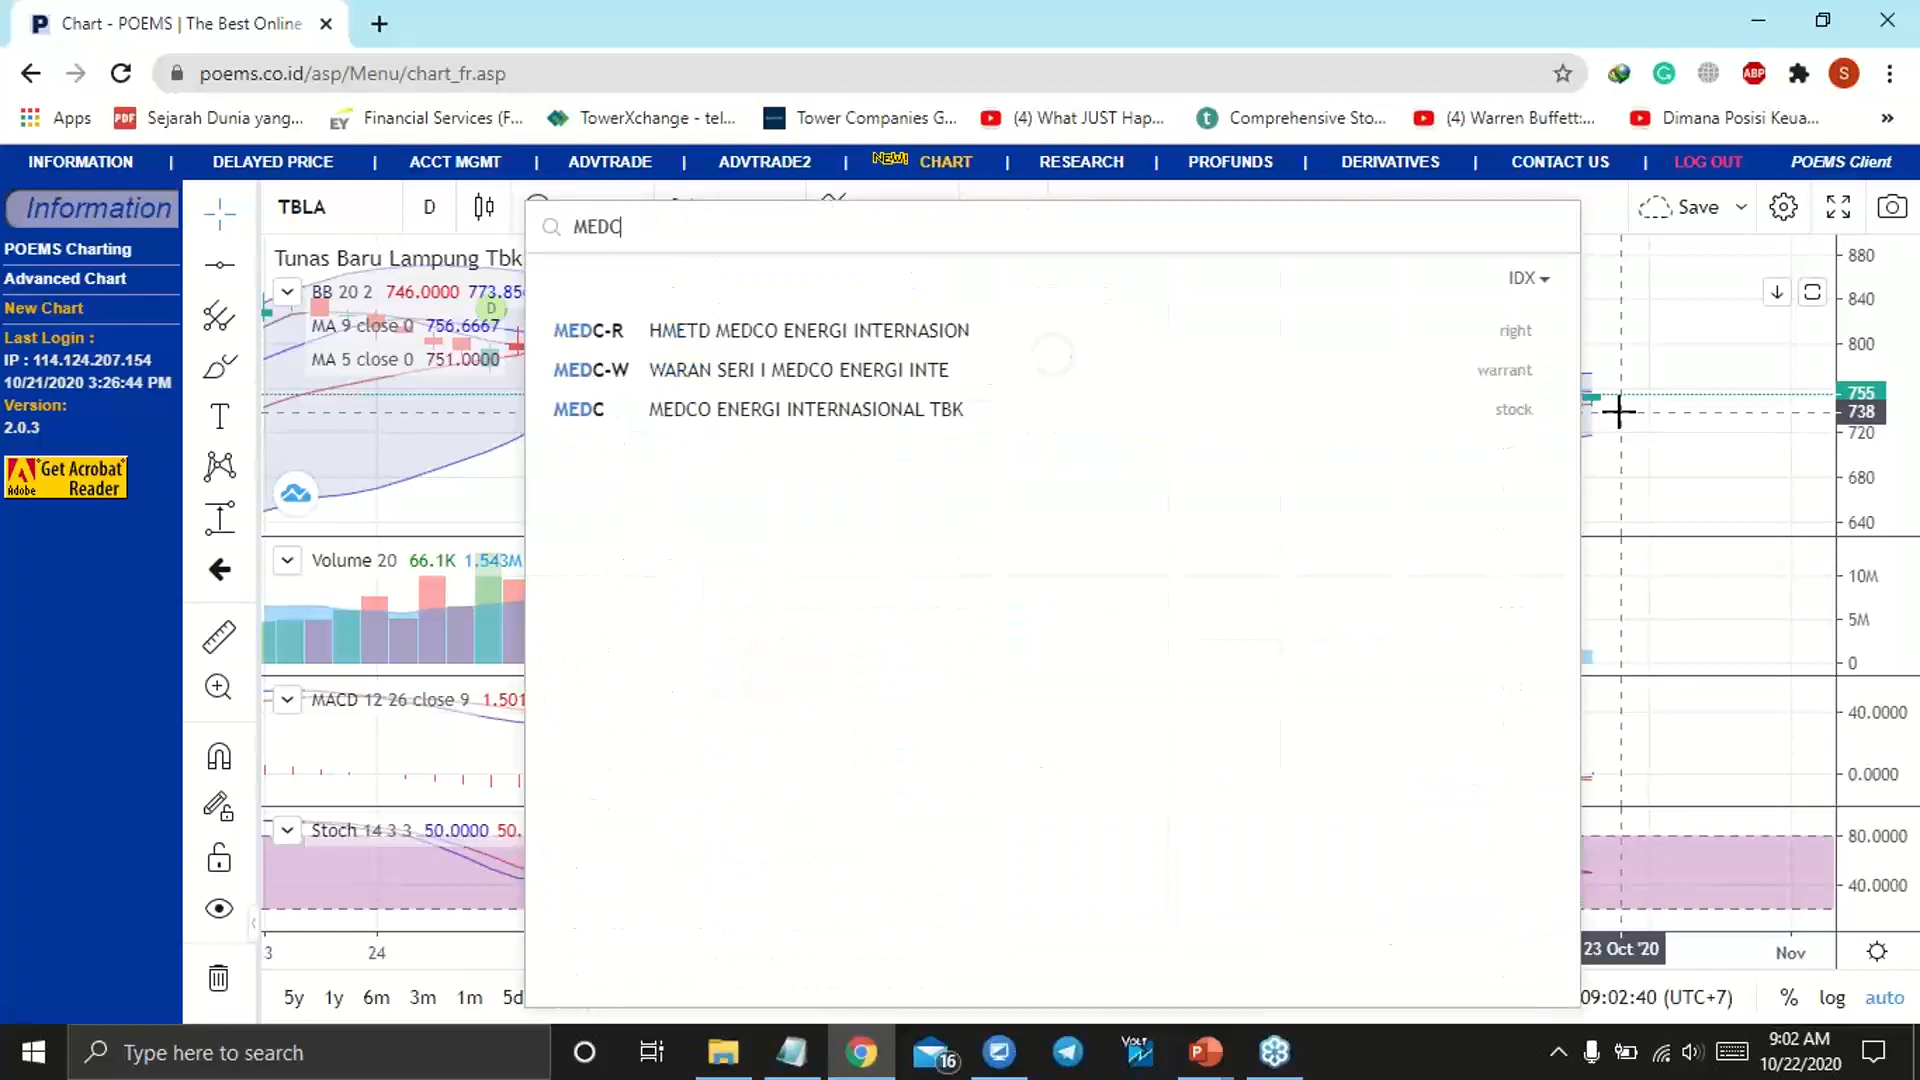 Chart - POEMS | The Best Online
poems.co.id/asp/Menu/chart_fr.asp
ABP
S
Apps
PDF
Sejarah Dunia yang...
EY
Financial Services (F...
TowerXchange - tel...
Tower Companies G...
(4) What JUST Hap...
Comprehensive Sto...
(4) Warren Buffett:...
Dimana Posisi Keua...
»
INFORMATION | DELAYED PRICE | ACCT MGMT | ADVTRADE | ADVTRADE2 | NEW! CHART | RESEARCH | PROFUNDS | DERIVATIVES | CONTACT US | LOG OUT POEMS Client
Information
POEMS Charting
Advanced Chart
New Chart
Last Login :
IP : 114.124.207.154
10/21/2020 3:26:44 PM
Version:
2.0.3
Get Acrobat
Adobe Reader
TBLA
D
Save
MEDC
IDX
MEDC-R HMETD MEDCO ENERGI INTERNASION right
MEDC-W WARAN SERI I MEDCO ENERGI INTE warrant
MEDC MEDCO ENERGI INTERNASIONAL TBK stock
Tunas Baru Lampung Tbk
BB 20 2 746.0000 773.85
D
MA 9 close 0 756.6667
MA 5 close 0 751.0000
Volume 20 66.1K 1.543M
MACD 12 26 close 9 1.501
Stoch 14 3 3 50.0000 50.
880
840
800
755
738
720
680
640
10M
5M
0
40.0000
0.0000
80.0000
40.0000
3
24
23 Oct '20
Nov
5y 1y 6m 3m 1m 5d
09:02:40 (UTC+7) % log auto
Type here to search
16
VOLT
9:02 AM
10/22/2020